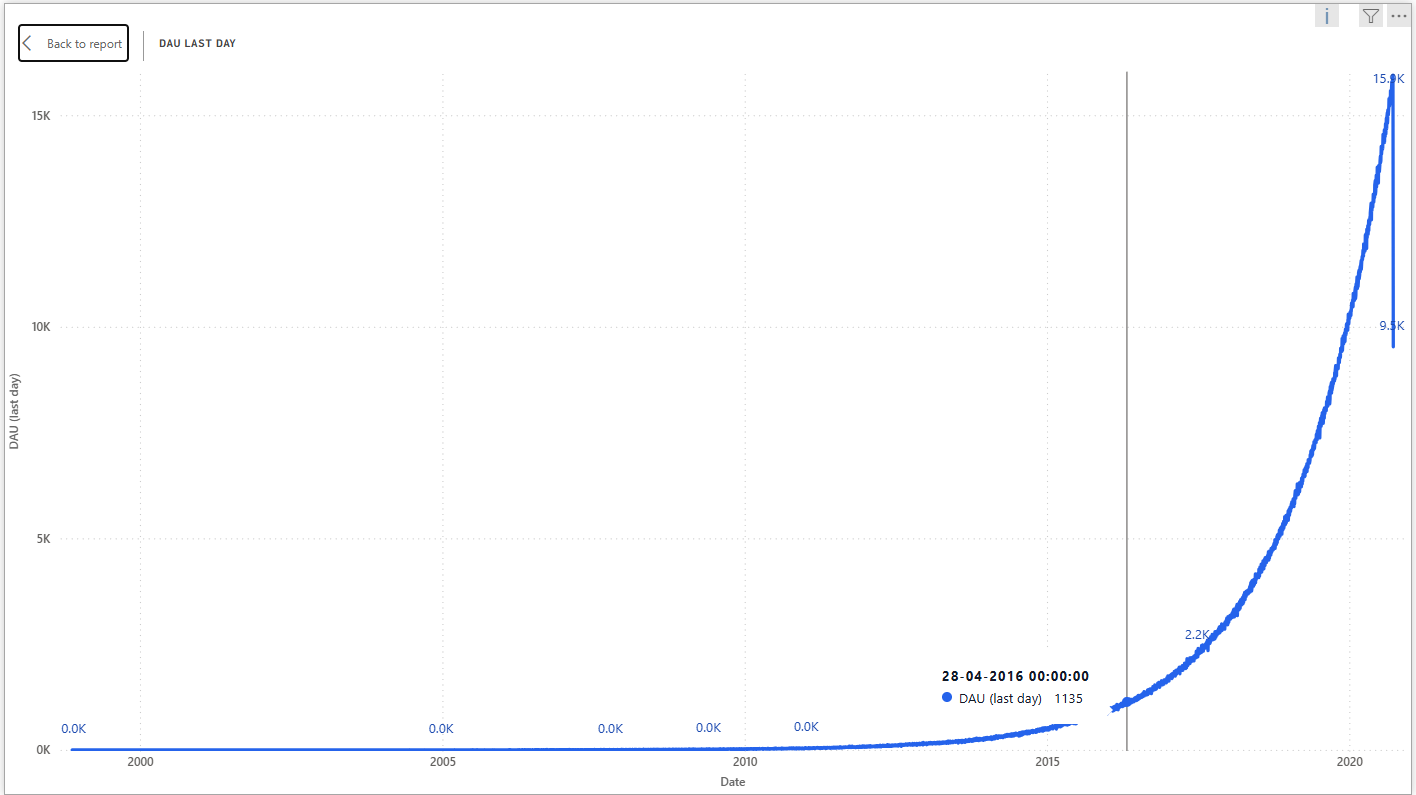 Back to report
DAU LAST DAY
i
15.9K
15K
10K
9.5K
5K
2.2K
28-04-2016 00:00:00
DAU (last day) 1135
0.0K 0.0K 0.0K 0.0K 0.0K
0K
2000 2005 2010 2015 2020
Date
DAU (last day)